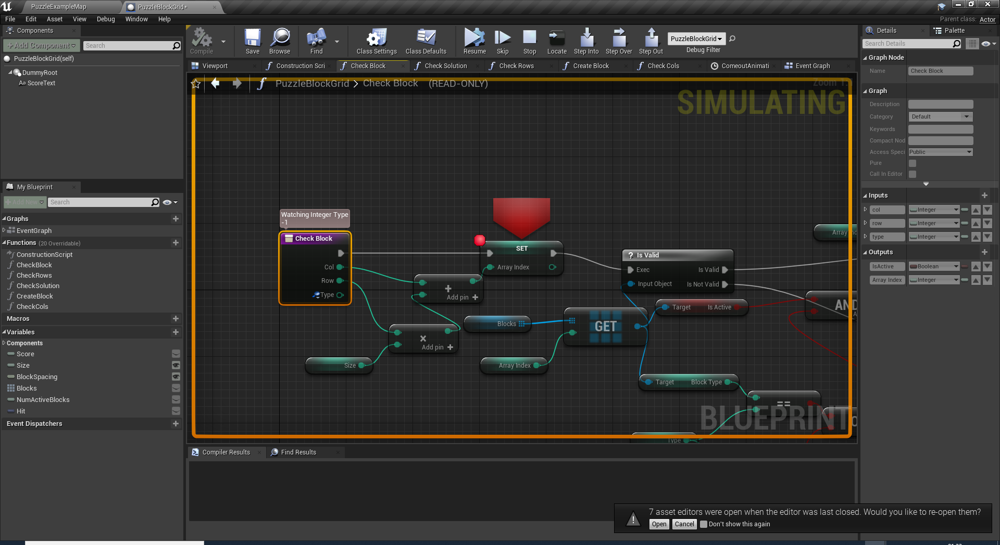 PuzzleExampleMap
PuzzleBlockGrid*
File Edit Asset View Debug Window Help
Parent class: Actor
Components
+Add Component
Search
PuzzleBlockGrid(self)
DummyRoot
Aa ScoreText
Compile
Save
Browse
Find
Class Settings
Class Defaults
Resume
Skip
Stop
Locate
Step Into
Step Over
Step Out
PuzzleBlockGrid
Debug Filter
Viewport
Construction Scri
Check Block
Check Solution
Check Rows
Create Block
Check Cols
ComeoutAnimati
Event Graph
PuzzleBlockGrid > Check Block (READ-ONLY)
SIMULATING
Watching Integer Type
-1
Check Block
Col
Row
Type
SET
Array Index
+
Add pin +
×
Add pin +
Size
Blocks
Array Index
GET
? Is Valid
Exec Is Valid
Input Object Is Not Valid
Target Is Active
Target Block Type
==
Type
BLUEPRINT
My Blueprint
+Add New
Search
Graphs
EventGraph
Functions (20 Overridable)
ConstructionScript
CheckBlock
CheckRows
CheckSolution
CreateBlock
CheckCols
Macros
Variables
Components
Score
Size
BlockSpacing
Blocks
NumActiveBlocks
Hit
Event Dispatchers
Compiler Results
Find Results
Details
Palette
Search Details
Graph Node
Name Check Block
Graph
Description
Category Default
Keywords
Compact Nod
Access Speci Public
Pure
Call In Editor
Inputs
col Integer
row Integer
type Integer
Outputs
IsActive Boolean
Array Index Integer
7 asset editors were open when the editor was last closed. Would you like to re-open them?
Open Cancel Don't show this again